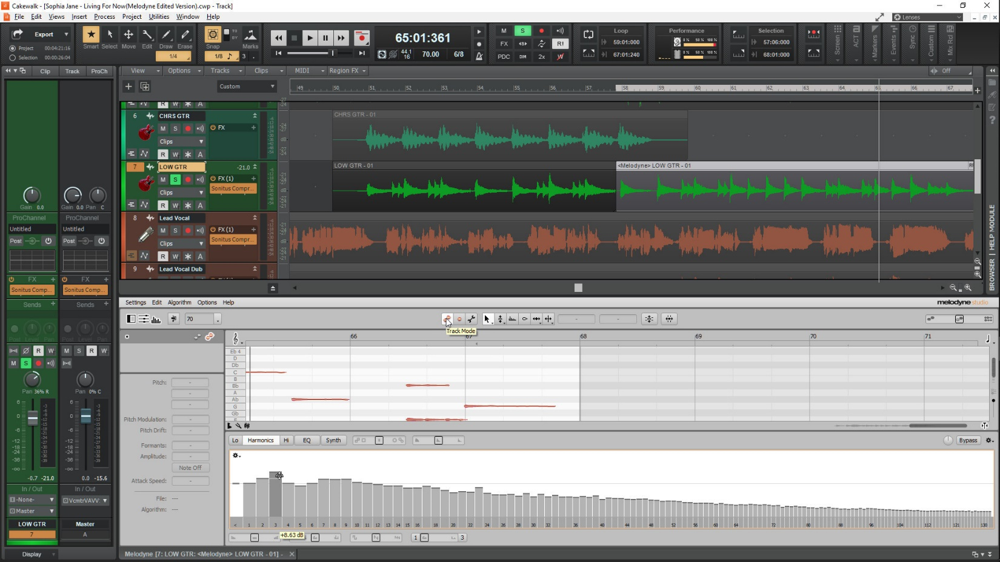 Cakewalk - [Sophia Jane - Living For Now(Melodyne Edited Version).cwp - Track]
File Edit Views Insert Process Project Utilities Window Help
Lenses
Export
Project 00:04:21:16
Selection 00:00:26:04
Smart Select Move Edit Draw Erase Snap Marks
TO
BY
1/4
1/8 3
65:01:361
44.1
16
70.00 6/8
M S
FX R!
PDC DIM 2x W
Loop
59:01:000
67:01:240
Performance
0% 50% 100%
0% 50% 100%
Selection
57:06:000
68:01:000
Screen
ACT
Markers
Events
Sync
Custom
Mix Rcl
Clip Track ProCh
View Options Tracks Clips MIDI Region FX Off
Custom
49 50 51 52 53 54 55 56 57 58 59 60 61 62 63 64 65 66 67
R W A
6 CHRS GTR
M S FX
Clips
R W A
CHRS GTR - 01
7 LOW GTR -21.0
M S FX (1)
Clips Sonitus Compr...
R W A
LOW GTR - 01
<Melodyne> LOW GTR - 01
8 Lead Vocal
M S FX (1)
Clips Sonitus Compr...
R W A
9 Lead Vocal Dub
BROWSER | HELP MODULE
Gain 0.0 Gain 0.0 Pan C
ProChannel ProChannel
Untitled Untitled
Post Post
FX FX
Sonitus Comp... Sonitus Comp...
Sends Sends
Post Level Pan Post Level Pan
R W M S R W
M S
Pan 36% R Pan 0% C
-0.7 -21.0 0.0 -15.6
In / Out In / Out
-None- VcmtrVAVV:
Master
LOW GTR Master
7 A
Display
Settings Edit Algorithm Options Help
melodyne studio
70
Track Mode
66 67 68 69 70 71
Eb 4
D
Db
C
B
Bb
A
Ab
G
Gb
Pitch: -
Pitch Modulation: -
Pitch Drift: -
Formants: -
Amplitude: -
Note Off
Attack Speed: -
File: ---
Algorithm: ---
Lo Harmonics Hi EQ Synth
Bypass
< 1 2 3 4 5 6 7 8 9 10 11 12 13 14 15 16 18 20 22 24 26 28 30 32 36 40 44 48 52 56 60 64 72 80 88 96 104 112 121 130
+8.63 dB
1 3
Melodyne [7: LOW GTR: <Melodyne> LOW GTR - 01] -